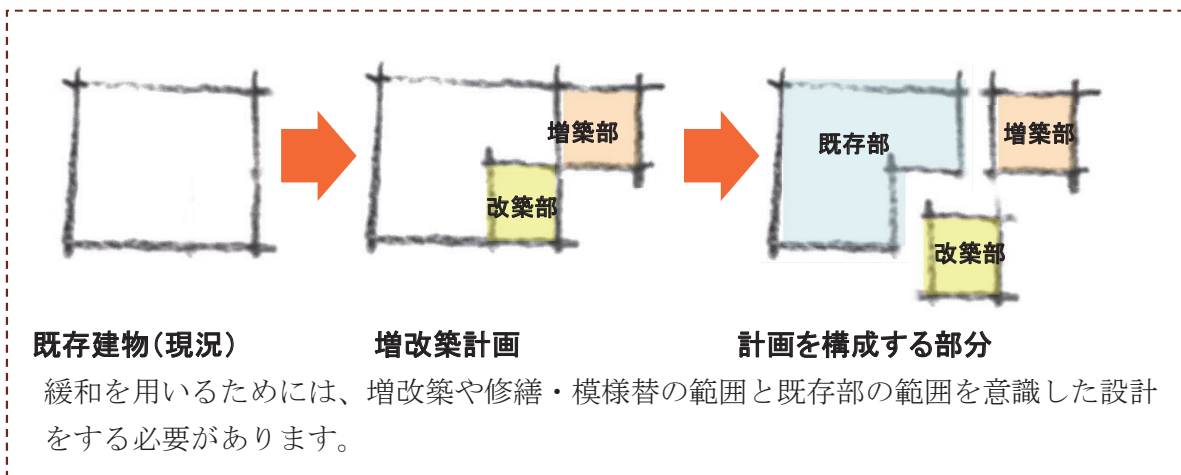 増築部
改築部
既存部
増築部
改築部
既存建物(現況)
増改築計画
計画を構成する部分
緩和を用いるためには、増改築や修繕・模様替の範囲と既存部の範囲を意識した設計
をする必要があります。